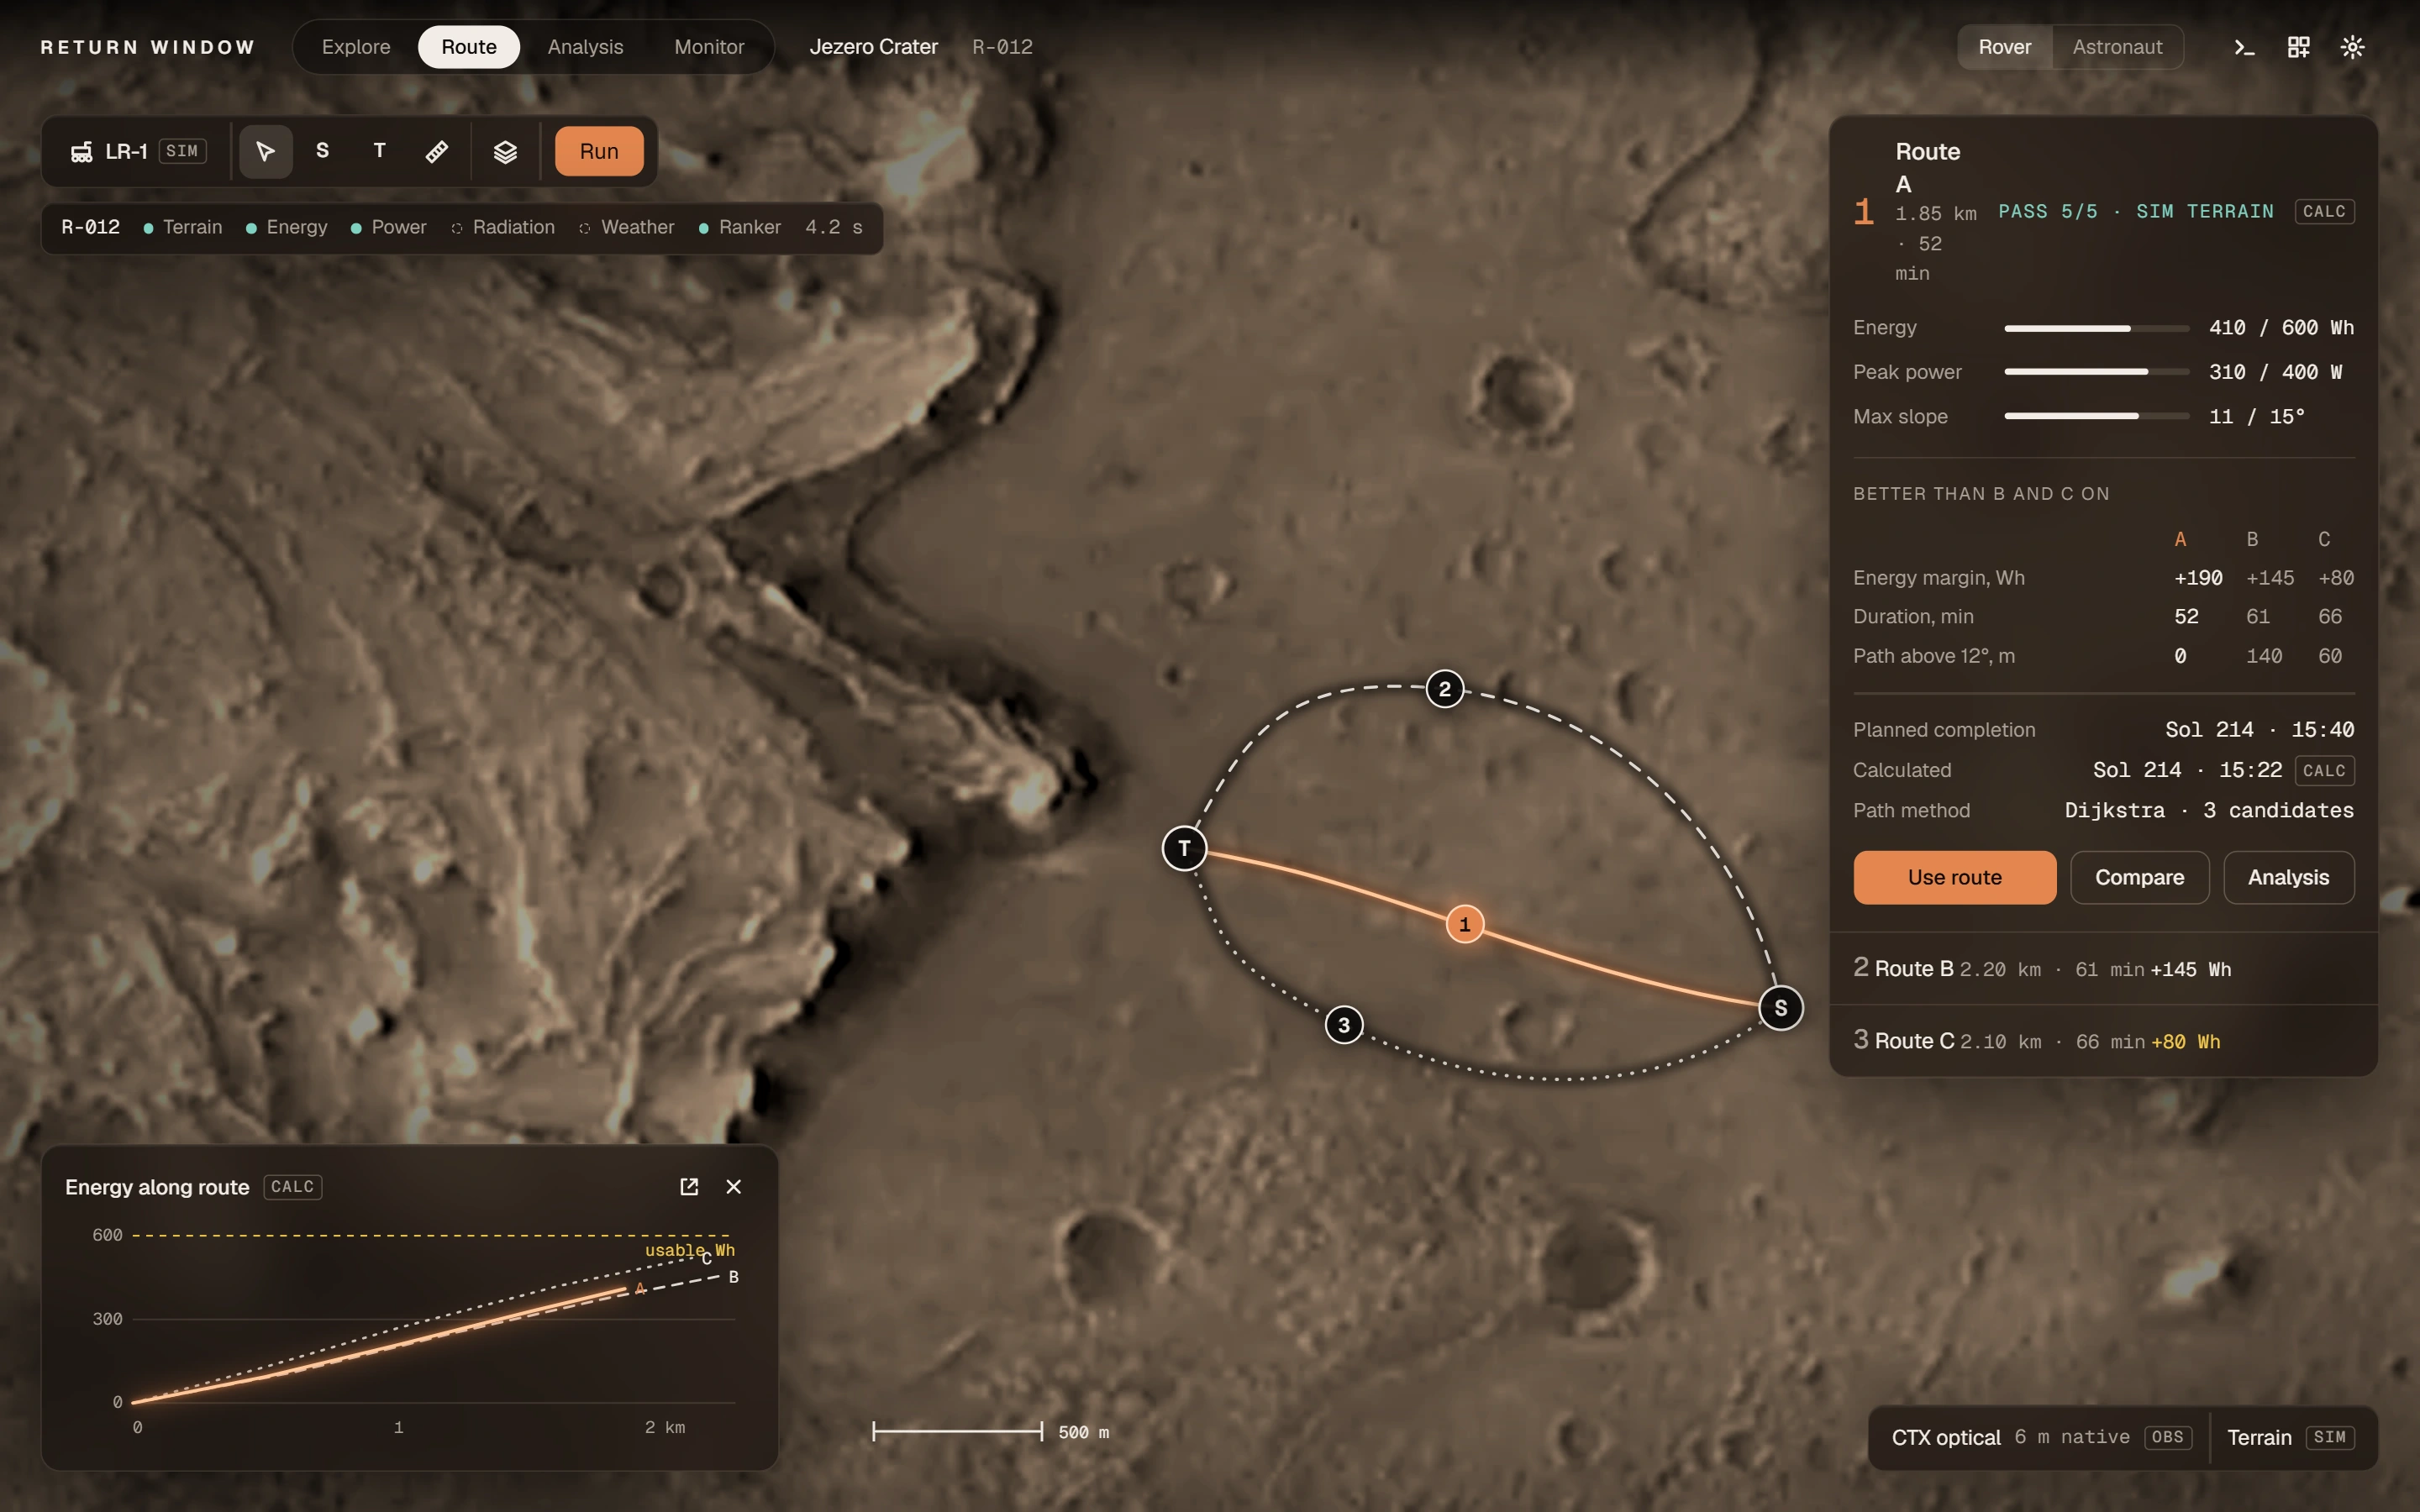 RETURN WINDOW Explore Route Analysis Monitor Jezero Crater R-012 Rover Astronaut
LR-1 SIM S T Run
R-012 Terrain Energy Power Radiation Weather Ranker 4.2 s
1 Route A
1.85 km · 52 min
PASS 5/5 · SIM TERRAIN CALC
Energy 410 / 600 Wh
Peak power 310 / 400 W
Max slope 11 / 15°
BETTER THAN B AND C ON
A B C
Energy margin, Wh +190 +145 +80
Duration, min 52 61 66
Path above 12°, m 0 140 60
Planned completion Sol 214 · 15:40
Calculated Sol 214 · 15:22 CALC
Path method Dijkstra · 3 candidates
Use route Compare Analysis
2 Route B 2.20 km · 61 min +145 Wh
3 Route C 2.10 km · 66 min +80 Wh
2
T
1
S
3
Energy along route CALC
600
usable Wh
C
B
A
300
0
0 1 2 km
500 m
CTX optical 6 m native OBS Terrain SIM